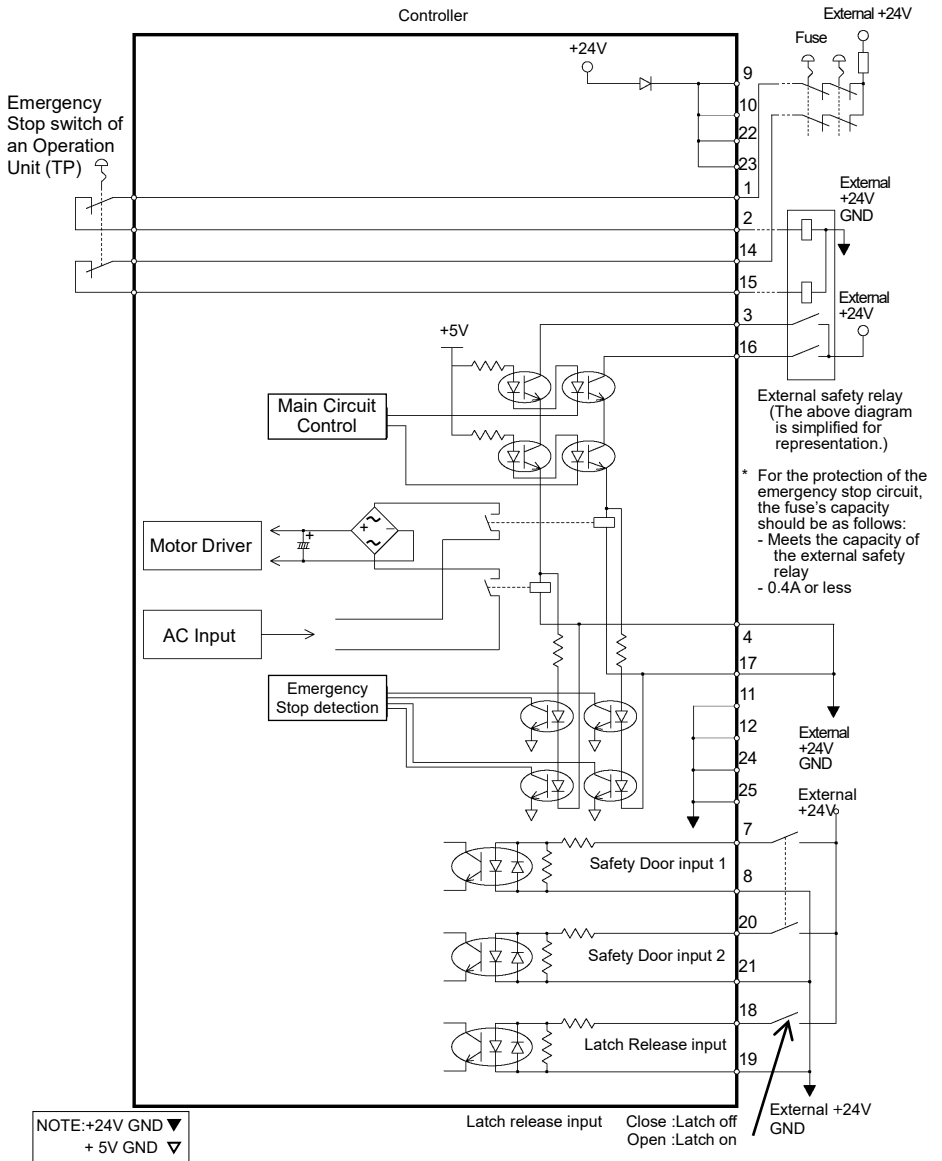 Controller
External +24V
Fuse
+24V
9
10
22
23
Emergency
Stop switch of
an Operation
Unit (TP)
1
2
14
15
3
16
External
+24V
GND
External
+24V
+5V
Main Circuit
Control
External safety relay
(The above diagram
is simplified for
representation.)
* For the protection of the
emergency stop circuit,
the fuse's capacity
should be as follows:
- Meets the capacity of
the external safety
relay
- 0.4A or less
+
+
-
Motor Driver
AC Input
4
17
11
12
24
25
Emergency
Stop detection
External
+24V
GND
External
+24V
7
Safety Door input 1
8
20
Safety Door input 2
21
18
Latch Release input
19
External +24V
GND
Latch release input Close :Latch off
Open :Latch on
NOTE:+24V GND ▼
+ 5V GND ▽